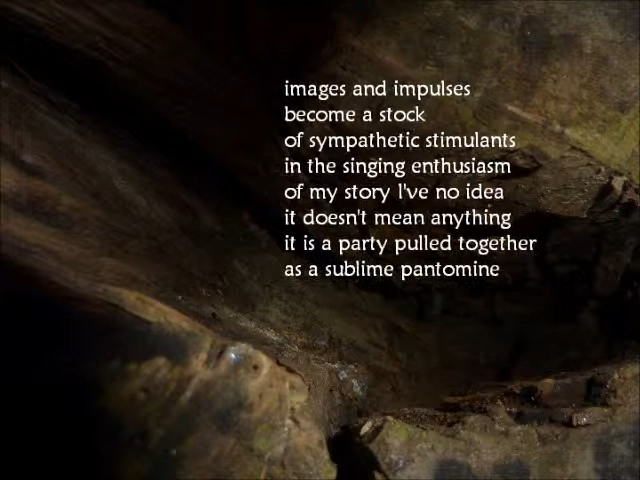 images and impulses
become a stock
of sympathetic stimulants
in the singing enthusiasm
of my story I've no idea
it doesn't mean anything
it is a party pulled together
as a sublime pantomine